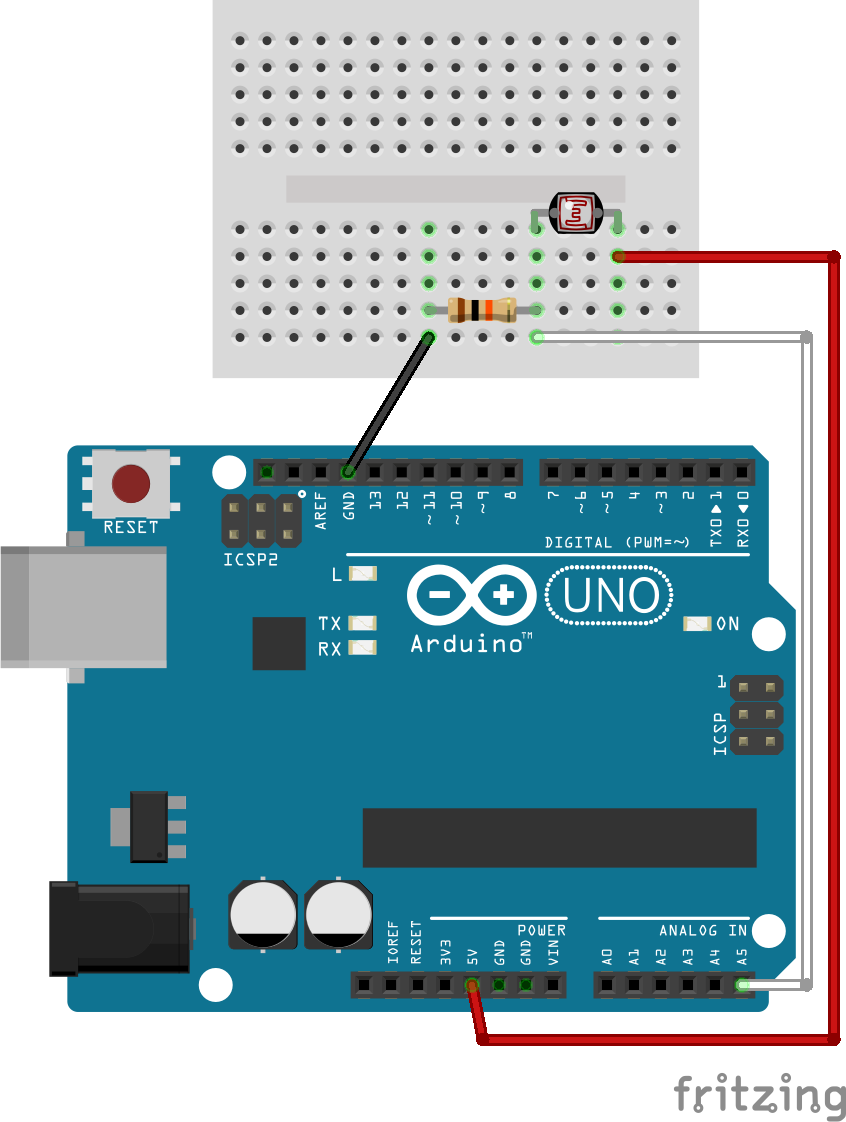 RESET
ICSP2
AREF
GND
13
12
~11
~10
~9
8
7
~6
~5
4
~3
2
TX0▶1
RX0◀0
DIGITAL (PWM=~)
L
TX
RX
Arduino™
UNO
ON
1
ICSP
IOREF
RESET
3V3
5V
GND
GND
VIN
POWER
A0
A1
A2
A3
A4
A5
ANALOG IN
fritzing